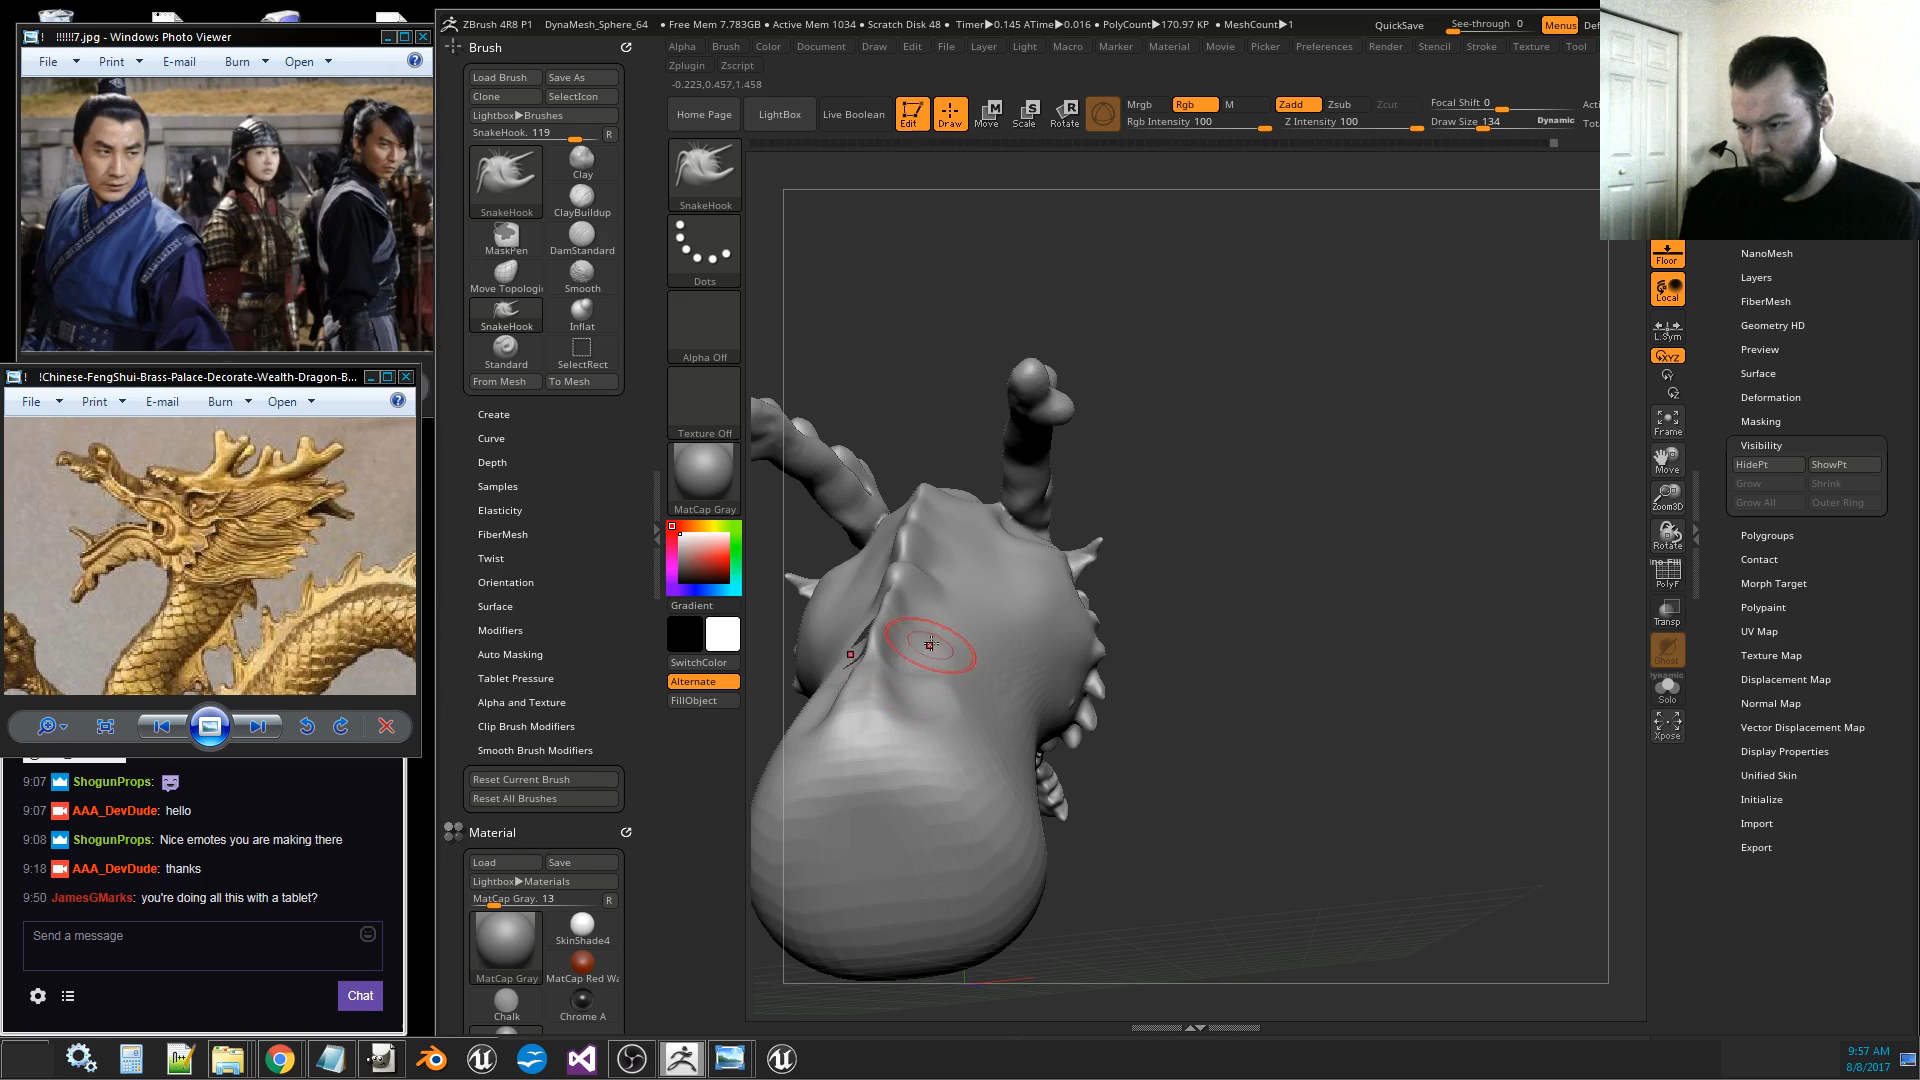 !!!!!!7.jpg - Windows Photo Viewer
File Print E-mail Burn Open
!Chinese-FengShui-Brass-Palace-Decorate-Wealth-Dragon-B...
File Print E-mail Burn Open
9:07 ShogunProps:
9:07 AAA_DevDude: hello
9:08 ShogunProps: Nice emotes you are making there
9:18 AAA_DevDude: thanks
9:50 JamesGMarks: you're doing all this with a tablet?
Send a message
Chat
ZBrush 4R8 P1 DynaMesh_Sphere_64 • Free Mem 7.783GB • Active Mem 1034 • Scratch Disk 48 • Timer▶0.145 ATime▶0.016 • PolyCount▶170.97 KP • MeshCount▶1
QuickSave See-through 0 Menus
Brush
Load Brush Save As
Clone SelectIcon
Lightbox▶Brushes
SnakeHook. 119 R
SnakeHook Clay
ClayBuildup
MaskPen DamStandard
Move Topologi Smooth
SnakeHook Inflat
Standard SelectRect
From Mesh To Mesh
Create
Curve
Depth
Samples
Elasticity
FiberMesh
Twist
Orientation
Surface
Modifiers
Auto Masking
Tablet Pressure
Alpha and Texture
Clip Brush Modifiers
Smooth Brush Modifiers
Reset Current Brush
Reset All Brushes
Material
Load Save
Lightbox▶Materials
MatCap Gray. 13 R
MatCap Gray SkinShade4
MatCap Red Wa
Chalk Chrome A
Alpha Brush Color Document Draw Edit File Layer Light Macro Marker Material Movie Picker Preferences Render Stencil Stroke Texture Tool
Zplugin Zscript
-0.223,0.457,1.458
Home Page LightBox Live Boolean Edit Draw Move Scale Rotate
Mrgb Rgb M Zadd Zsub Zcut Focal Shift 0
Rgb Intensity 100 Z Intensity 100 Draw Size 134 Dynamic
SnakeHook
Dots
Alpha Off
Texture Off
MatCap Gray
Gradient
SwitchColor
Alternate
FillObject
Floor
Local
L.Sym
XYZ
Frame
Move
Zoom3D
Rotate
PolyF
Transp
Ghost
Dynamic
Solo
Xpose
NanoMesh
Layers
FiberMesh
Geometry HD
Preview
Surface
Deformation
Masking
Visibility
HidePt ShowPt
Grow Shrink
Grow All Outer Ring
Polygroups
Contact
Morph Target
Polypaint
UV Map
Texture Map
Displacement Map
Normal Map
Vector Displacement Map
Display Properties
Unified Skin
Initialize
Import
Export
9:57 AM
8/8/2017